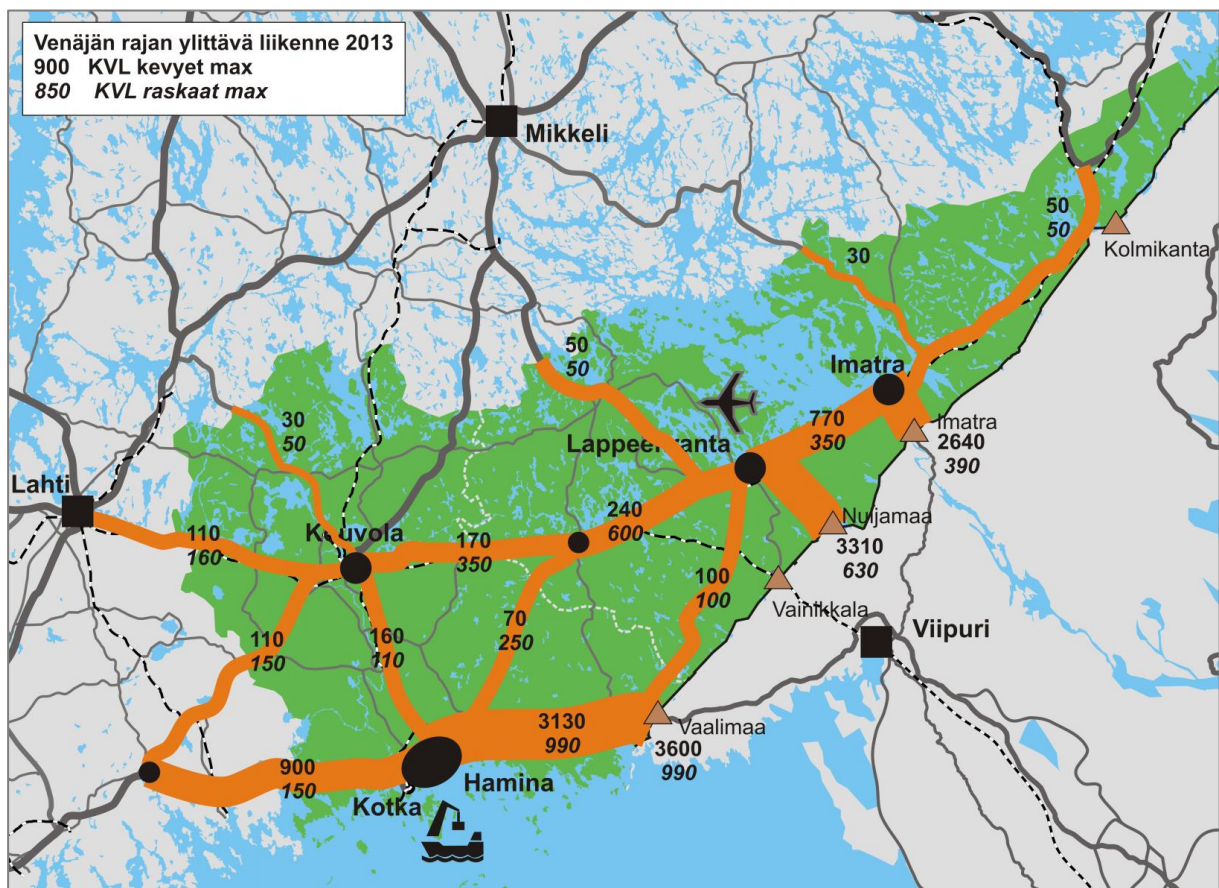 Venäjän rajan ylittävä liikenne 2013
900 KVL kevyet max
850 KVL raskaat max
Mikkeli
50
50
Kolmikanta
30
50
50
Imatra
Imatra
2640
390
770
350
Lappeenranta
30
50
Lahti
240
600
Nuijamaa
3310
630
110
160
Kouvola
170
350
100
100
Vainikkala
Viipuri
70
250
160
110
110
150
3130
990
Vaalimaa
3600
990
900
150
Hamina
Kotka